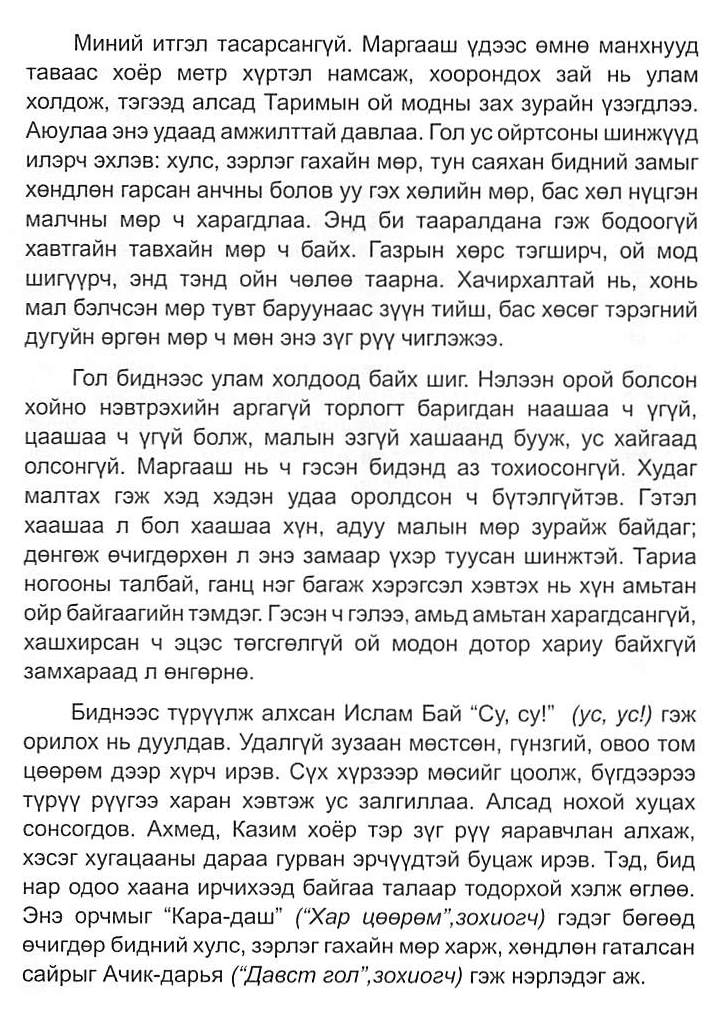 Миний итгэл тасарсангүй. Маргааш үдээс өмнө манхнууд
таваас хоёр метр хүртэл намсаж, хоорондох зай нь улам
холдож, тэгээд алсад Таримын ой модны зах зурайн үзэгдлээ.
Аюулаа энэ удаад амжилттай давлаа. Гол ус ойртсоны шинжүүд
илэрч эхлэв: хулс, зэрлэг гахайн мөр, тун саяхан бидний замыг
хөндлөн гарсан анчны болов уу гэх хөлийн мөр, бас хөл нүцгэн
малчны мөр ч харагдлаа. Энд би тааралдана гэж бодоогүй
хавтгайн тавхайн мөр ч байх. Газрын хөрс тэгширч, ой мод
шигүүрч, энд тэнд ойн чөлөө таарна. Хачирхалтай нь, хонь
мал бэлчсэн мөр тувт баруунаас зүүн тийш, бас хөсөг тэрэгний
дугуйн өргөн мөр ч мөн энэ зүг рүү чиглэжээ.
Гол биднээс улам холдоод байх шиг. Нэлээн орой болсон
хойно нэвтрэхийн аргагүй торлогт баригдан наашаа ч үгүй,
цаашаа ч үгүй болж, малын эзгүй хашаанд бууж, ус хайгаад
олсонгүй. Маргааш нь ч гэсэн бидэнд аз тохиосонгүй. Худаг
малтах гэж хэд хэдэн удаа оролдсон ч бүтэлгүйтэв. Гэтэл
хаашаа л бол хаашаа хүн, адуу малын мөр зурайж байдаг;
дөнгөж өчигдөрхөн л энэ замаар үхэр туусан шинжтэй. Тариа
ногооны талбай, ганц нэг багаж хэрэгсэл хэвтэх нь хүн амьтан
ойр байгаагийн тэмдэг. Гэсэн ч гэлээ, амьд амьтан харагдсангүй,
хашхирсан ч эцэс төгсгөлгүй ой модон дотор хариу байхгүй
замхараад л өнгөрнө.
Биднээс түрүүлж алхсан Ислам Бай “Су, су!” (ус, ус!) гэж
орилох нь дуулдав. Удалгүй зузаан мөстсөн, гүнзгий, овоо том
цөөрөм дээр хүрч ирэв. Сүх хүрзээр мөсийг цоолж, бүгдээрээ
түрүү рүүгээ харан хэвтэж ус залгиллаа. Алсад нохой хуцах
сонсогдов. Ахмед, Казим хоёр тэр зүг рүү яаравчлан алхаж,
хэсэг хугацааны дараа гурван эрчүүдтэй буцаж ирэв. Тэд, бид
нар одоо хаана ирчихээд байгаа талаар тодорхой хэлж өглөө.
Энэ орчмыг “Кара-даш” (“Хар цөөрөм”,зохиогч) гэдэг бөгөөд
өчигдөр бидний хулс, зэрлэг гахайн мөр харж, хөндлөн гаталсан
сайрыг Ачик-дарья (“Давст гол”,зохиогч) гэж нэрлэдэг аж.